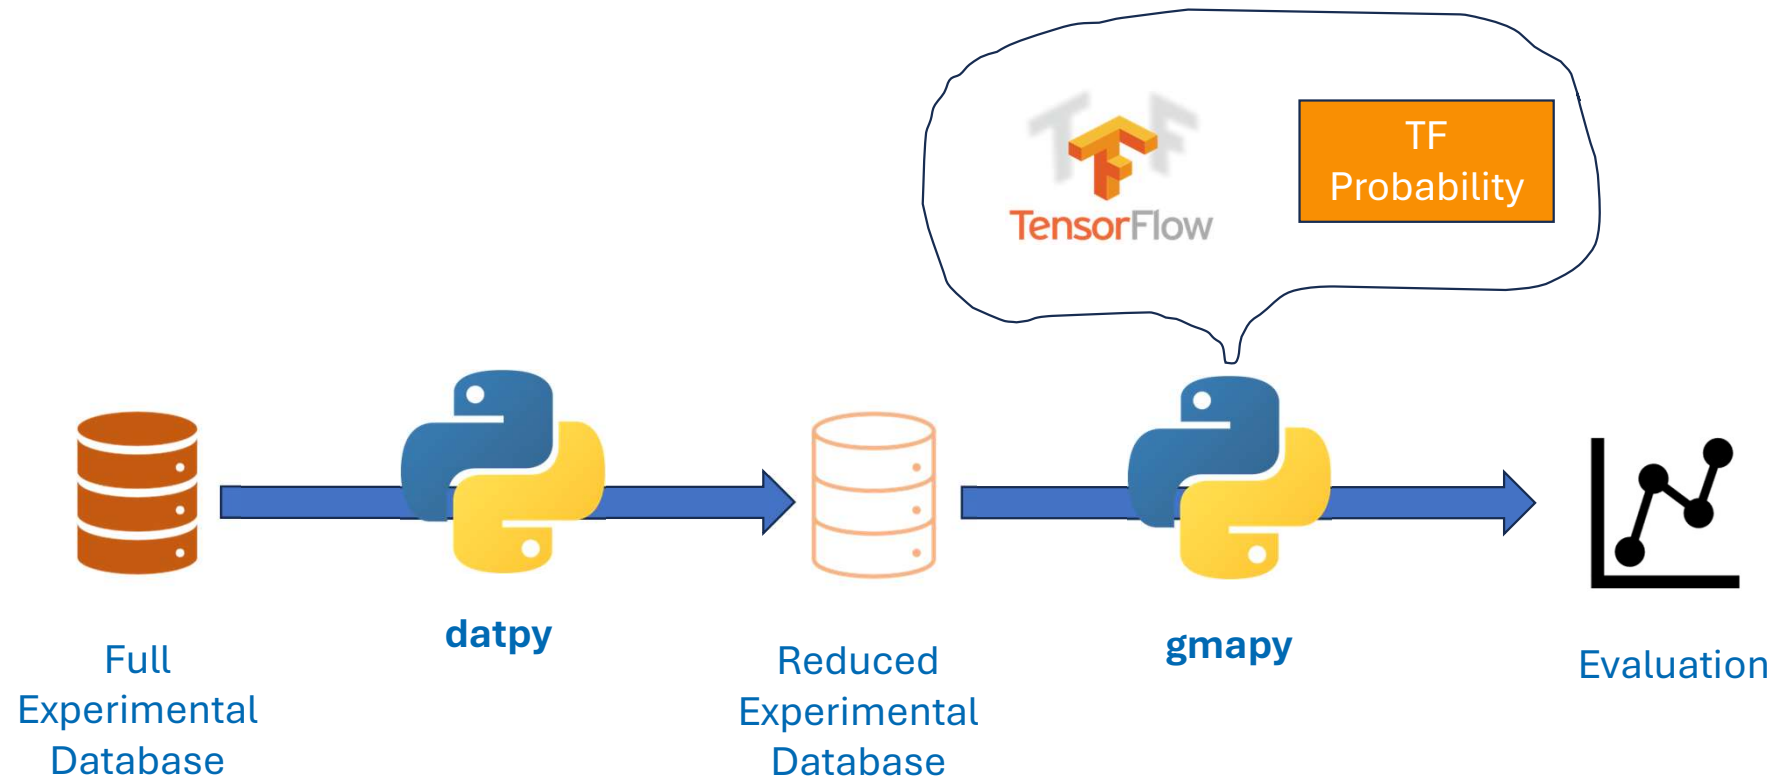 TF
Probability
TensorFlow
datpy
gmapy
Full
Experimental
Database
Reduced
Experimental
Database
Evaluation